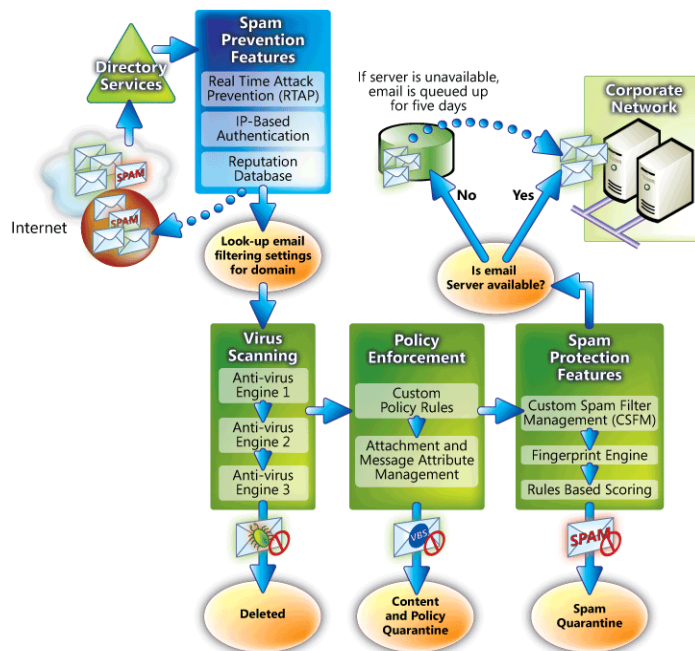 Spam
Prevention
Features
Directory
Services
Real Time Attack
Prevention (RTAP)
IP-Based
Authentication
Reputation
Database
SPAM
SPAM
Internet
If server is unavailable,
email is queued up
for five days
Corporate
Network
No
Yes
Look-up email
filtering settings
for domain
Is email
Server available?
Virus
Scanning
Anti-virus
Engine 1
Anti-virus
Engine 2
Anti-virus
Engine 3
Policy
Enforcement
Custom
Policy Rules
Attachment and
Message Attribute
Management
Spam
Protection
Features
Custom Spam Filter
Management (CSFM)
Fingerprint Engine
Rules Based Scoring
VBS
SPAM
Deleted
Content
and Policy
Quarantine
Spam
Quarantine